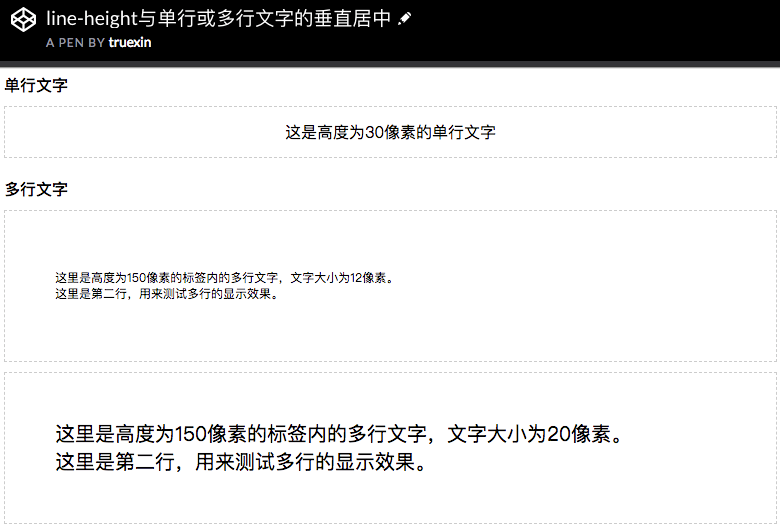 line-height与单行或多行文字的垂直居中
A PEN BY truexin
单行文字
这是高度为30像素的单行文字
多行文字
这里是高度为150像素的标签内的多行文字，文字大小为12像素。
这里是第二行，用来测试多行的显示效果。
这里是高度为150像素的标签内的多行文字，文字大小为20像素。
这里是第二行，用来测试多行的显示效果。